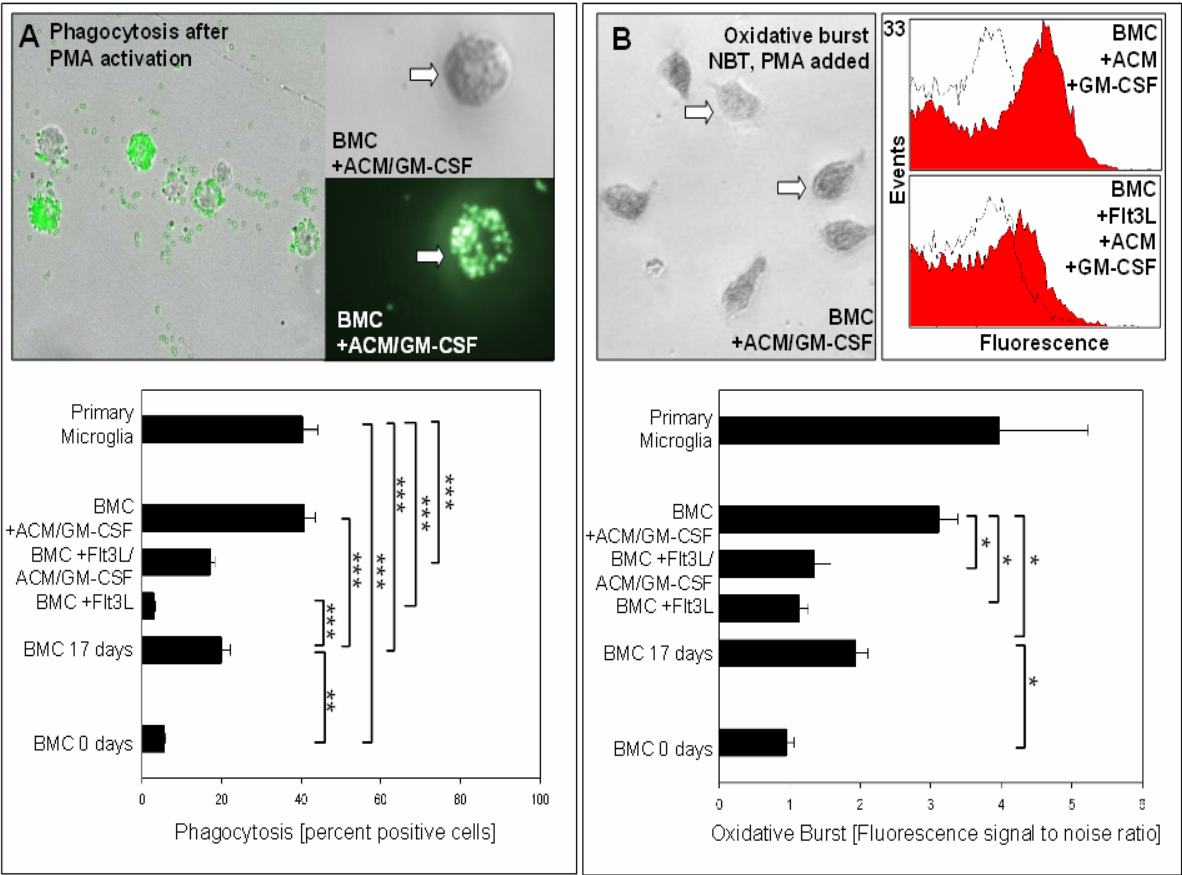 A Phagocytosis after
PMA activation
BMC
+ACM/GM-CSF
BMC
+ACM/GM-CSF
Primary
Microglia
BMC
+ACM/GM-CSF
BMC +Flt3L/
ACM/GM-CSF
BMC +Flt3L
BMC 17 days
BMC 0 days
***
***
***
***
***
***
**
0 20 40 60 80 100
Phagocytosis [percent positive cells]
B Oxidative burst
NBT, PMA added
BMC
+ACM/GM-CSF
33
BMC
+ACM
+GM-CSF
Events
BMC
+Flt3L
+ACM
+GM-CSF
Fluorescence
Primary
Microglia
BMC
+ACM/GM-CSF
BMC +Flt3L/
ACM/GM-CSF
BMC +Flt3L
BMC 17 days
BMC 0 days
*
*
*
*
0 1 2 3 4 5 6
Oxidative Burst [Fluorescence signal to noise ratio]